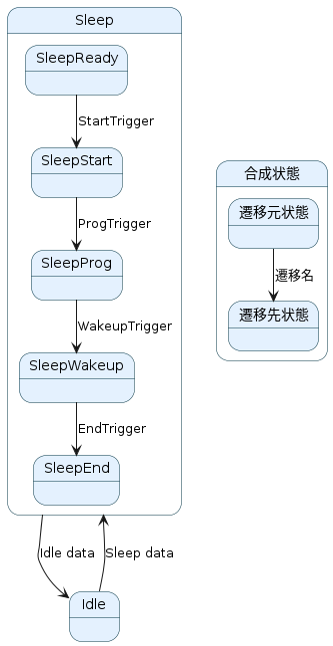 Sleep
SleepReady
StartTrigger
SleepStart
ProgTrigger
SleepProg
WakeupTrigger
SleepWakeup
EndTrigger
SleepEnd
Idle data
Sleep data
Idle
合成状態
遷移元状態
遷移名
遷移先状態